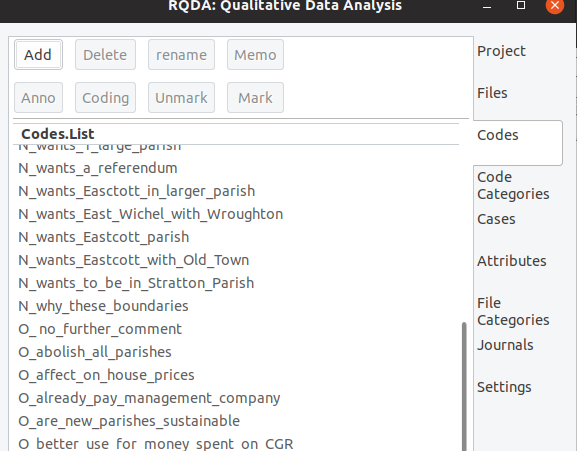 RQDA: Qualitative Data Analysis
Add Delete rename Memo
Anno Coding Unmark Mark
Codes.List
N_wants_1_large_parish
N_wants_a_referendum
N_wants_Easctott_in_larger_parish
N_wants_East_Wichel_with_Wroughton
N_wants_Eastcott_parish
N_wants_Eastcott_with_Old_Town
N_wants_to_be_in_Stratton_Parish
N_why_these_boundaries
O_no_further_comment
O_abolish_all_parishes
O_affect_on_house_prices
O_already_pay_management_company
O_are_new_parishes_sustainable
O_better_use_for_money_spent_on_CGR
Project
Files
Codes
Code
Categories
Cases
Attributes
File
Categories
Journals
Settings